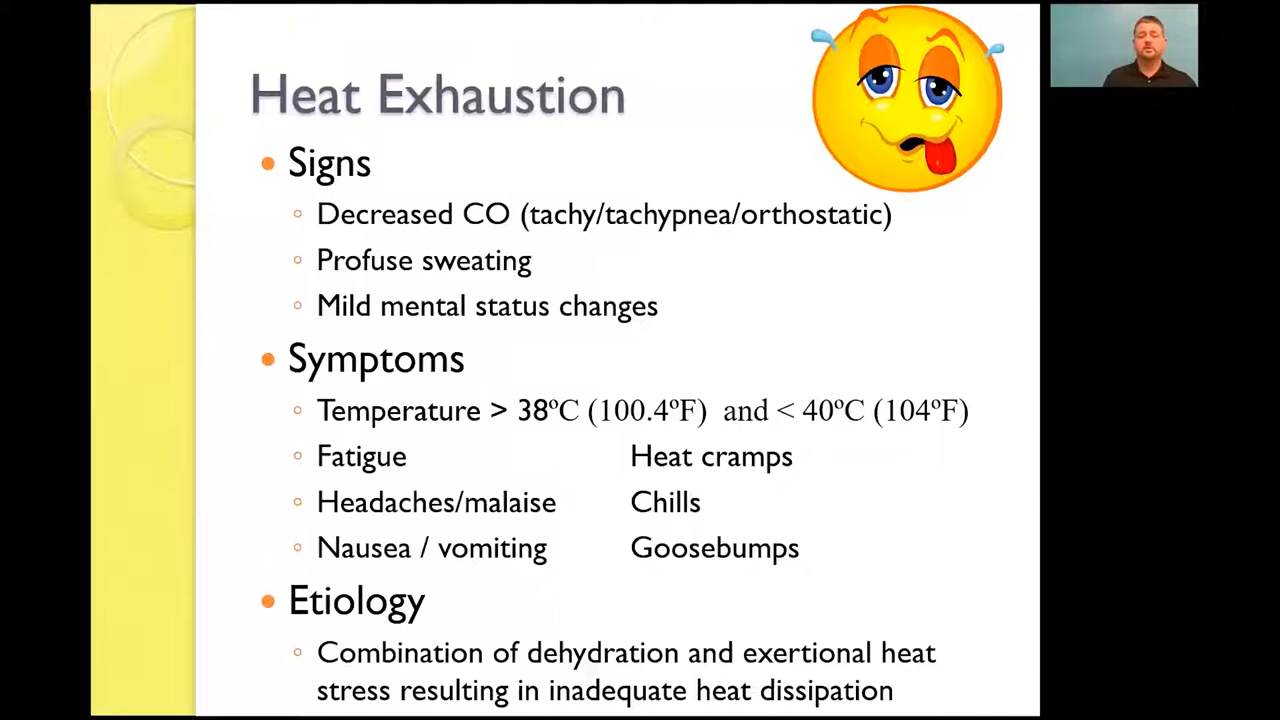 Heat Exhaustion
• Signs
◦ Decreased CO (tachy/tachypnea/orthostatic)
◦ Profuse sweating
◦ Mild mental status changes
• Symptoms
◦ Temperature > 38ºC (100.4ºF) and < 40ºC (104ºF)
◦ Fatigue Heat cramps
◦ Headaches/malaise Chills
◦ Nausea / vomiting Goosebumps
• Etiology
◦ Combination of dehydration and exertional heat
stress resulting in inadequate heat dissipation